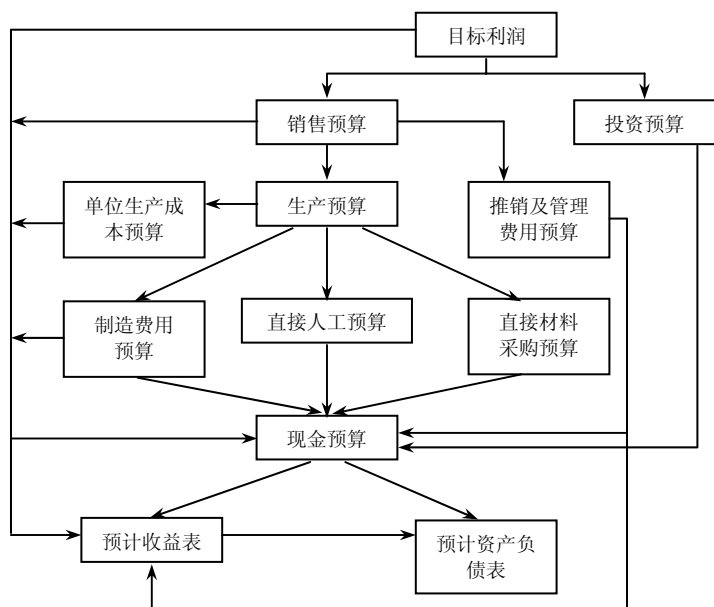 目标利润
销售预算
投资预算
单位生产成
本预算
生产预算
推销及管理
费用预算
制造费用
预算
直接人工预算
直接材料
采购预算
现金预算
预计收益表
预计资产负
债表